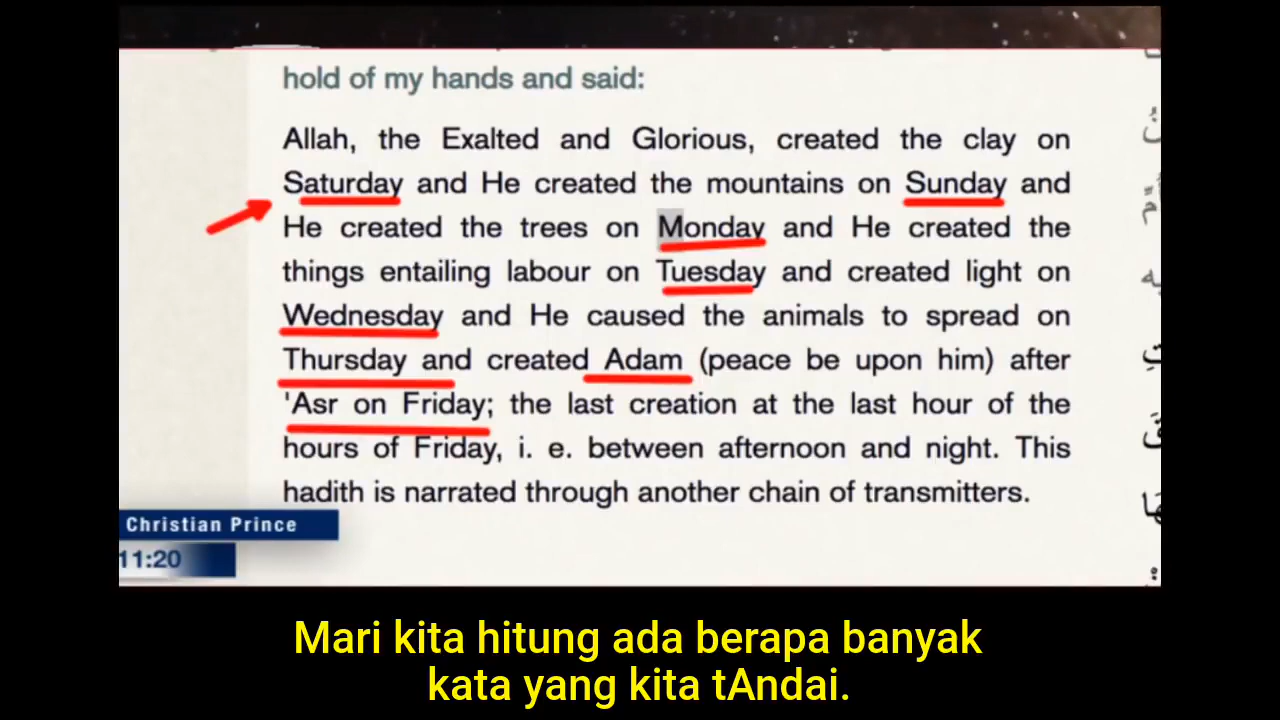 hold of my hands and said:
Allah, the Exalted and Glorious, created the clay on
Saturday and He created the mountains on Sunday and
He created the trees on Monday and He created the
things entailing labour on Tuesday and created light on
Wednesday and He caused the animals to spread on
Thursday and created Adam (peace be upon him) after
'Asr on Friday; the last creation at the last hour of the
hours of Friday, i. e. between afternoon and night. This
hadith is narrated through another chain of transmitters.
Christian Prince
11:20
Mari kita hitung ada berapa banyak
kata yang kita tAndai.